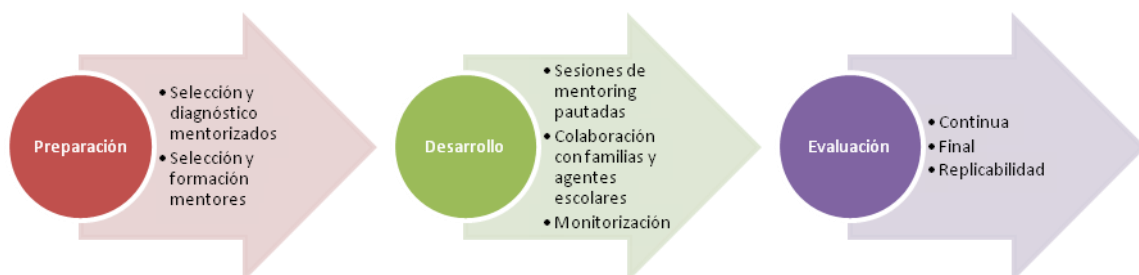 Preparación
• Selección y
diagnóstico
mentorizados
• Selección y
formación
mentores
Desarrollo
• Sesiones de
mentoring
pautadas
• Colaboración
con familias y
agentes
escolares
• Monitorización
Evaluación
• Continua
• Final
• Replicabilidad